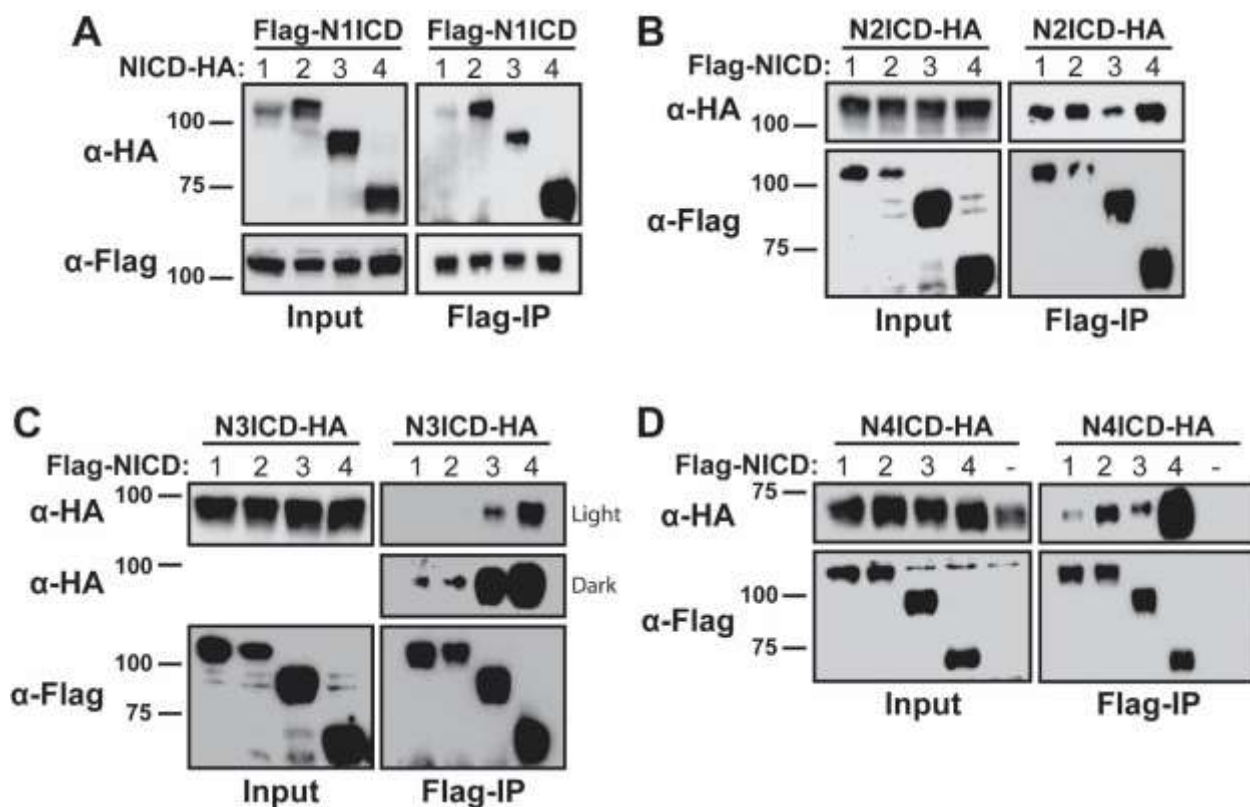 A
Flag-N1ICD Flag-N1ICD
NICD-HA: 1 2 3 4 1 2 3 4
α-HA
100
75
α-Flag
100
Input Flag-IP
B
N2ICD-HA N2ICD-HA
Flag-NICD: 1 2 3 4 1 2 3 4
α-HA
100
α-Flag
100
75
Input Flag-IP
C
N3ICD-HA N3ICD-HA
Flag-NICD: 1 2 3 4 1 2 3 4
α-HA 100 Light
α-HA 100 Dark
α-Flag
100
75
Input Flag-IP
D
N4ICD-HA N4ICD-HA
Flag-NICD: 1 2 3 4 - 1 2 3 4 -
α-HA
75
α-Flag
100
75
Input Flag-IP